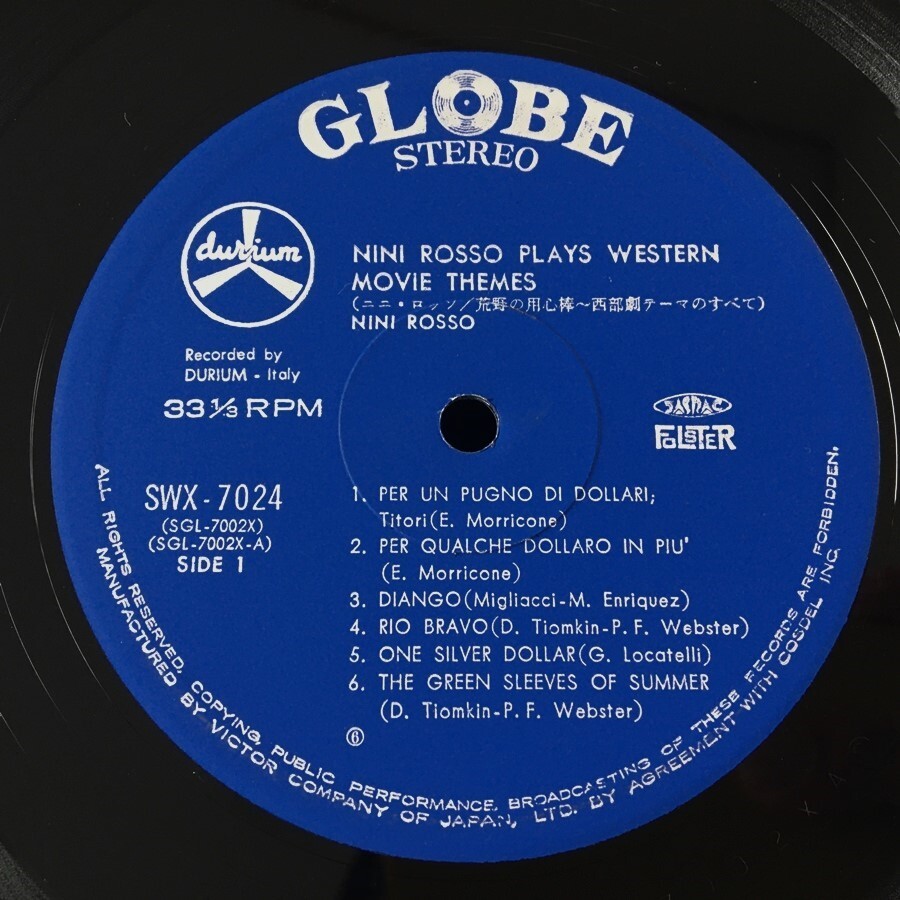 GLOBE
STEREO
durium
NINI ROSSO PLAYS WESTERN
MOVIE THEMES
(ニニ・ロッソ/荒野の用心棒~西部劇テーマのすべて)
NINI ROSSO
Recorded by
DURIUM - Italy
33 1/3 RPM
JASRAC
FOLSTER
SWX-7024
(SGL-7002X)
(SGL-7002X-A)
SIDE 1
1. PER UN PUGNO DI DOLLARI;
Titori(E. Morricone)
2. PER QUALCHE DOLLARO IN PIU'
(E. Morricone)
3. DIANGO(Migliacci-M. Enriquez)
4. RIO BRAVO(D. Tiomkin-P. F. Webster)
5. ONE SILVER DOLLAR(G. Locatelli)
6. THE GREEN SLEEVES OF SUMMER
(D. Tiomkin-P. F. Webster)
⑥
ALL RIGHTS RESERVED, COPYING, PUBLIC PERFORMANCE, BROADCASTING OF THESE RECORDS ARE FORBIDDEN.
MANUFACTURED BY VICTOR COMPANY OF JAPAN, LTD. BY AGREEMENT WITH COSDEL INC.